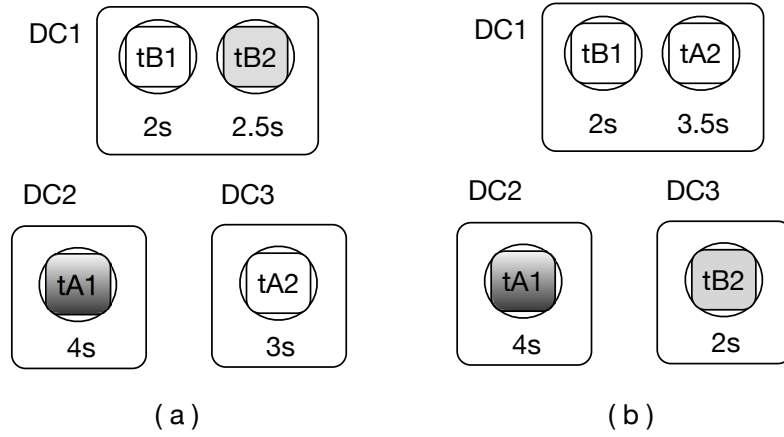 DC1
tB1 tB2
2s 2.5s
DC2 DC3
tA1 tA2
4s 3s
( a )
DC1
tB1 tA2
2s 3.5s
DC2 DC3
tA1 tB2
4s 2s
( b )